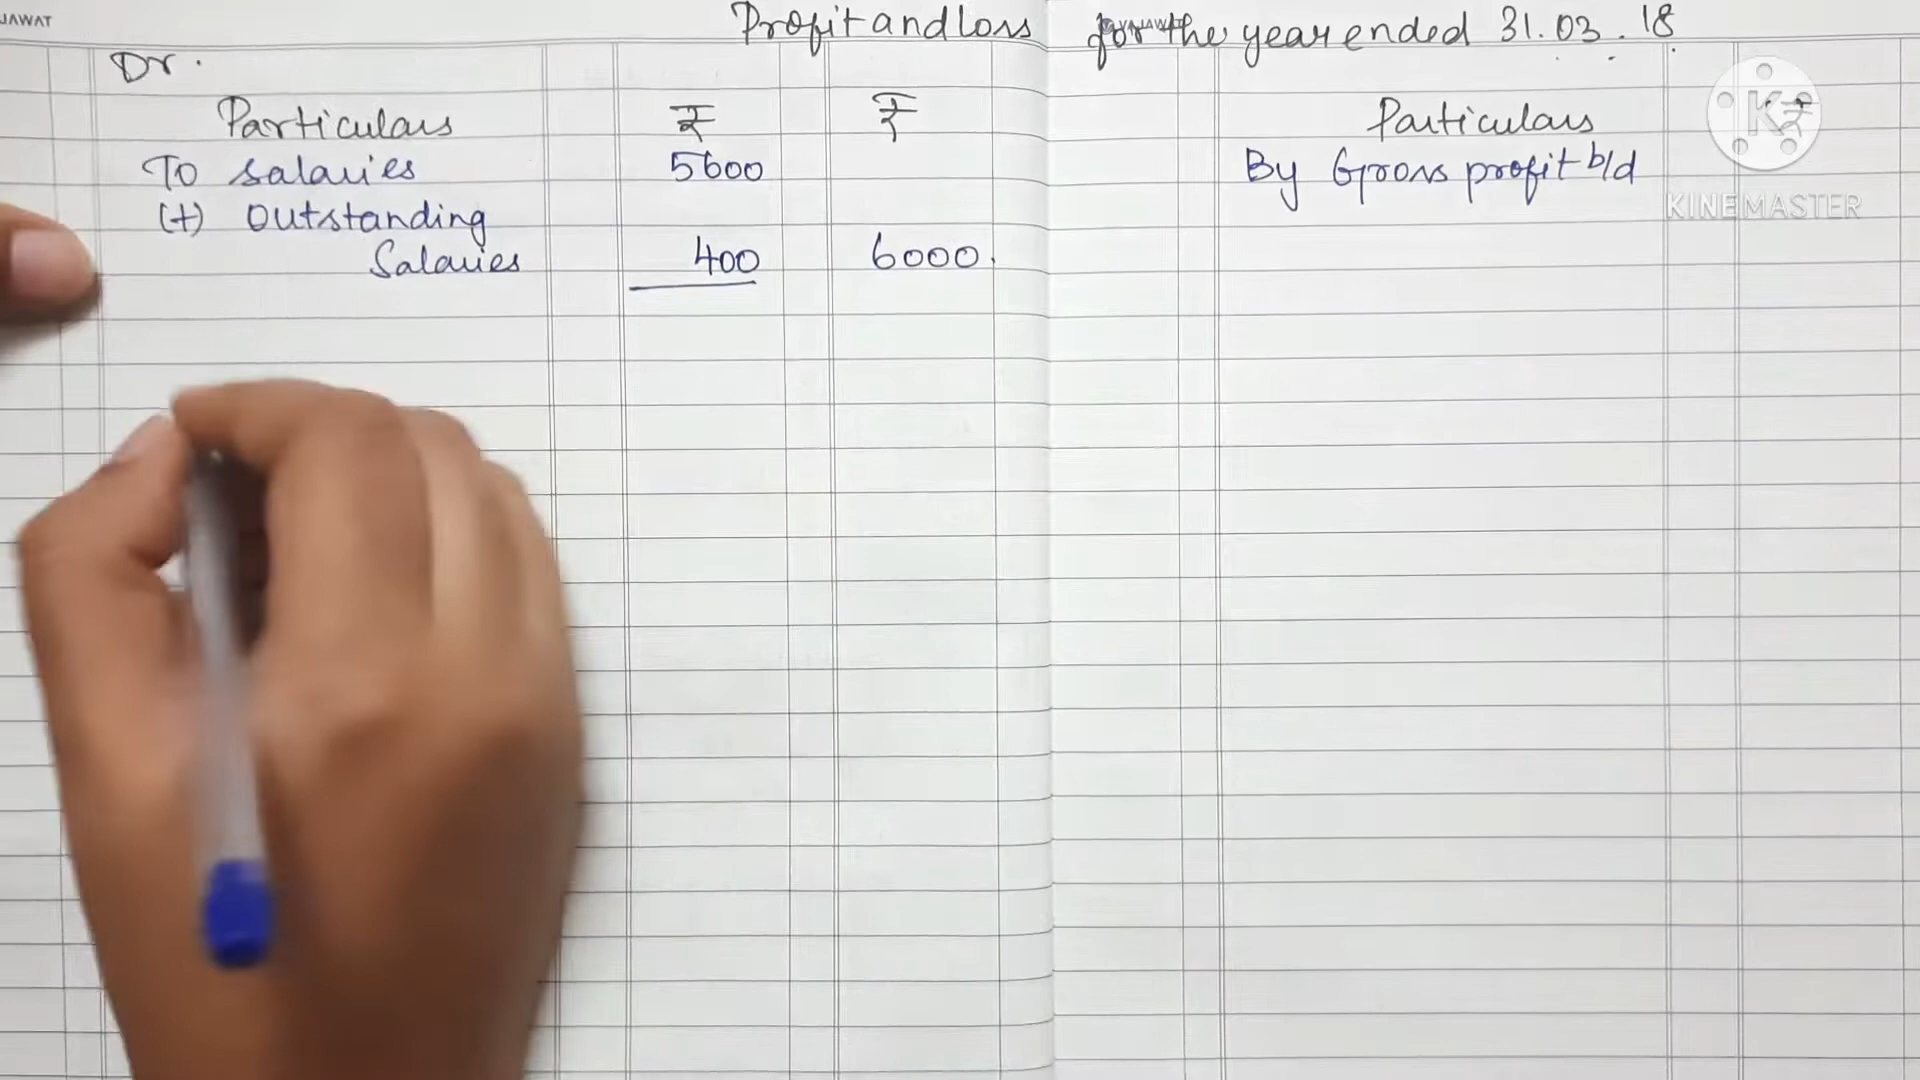 JAWAT
Profit and loss for the year ended 31.03.18
Dr.
Particulars ₹ ₹ Particulars
To salaries 5600 By Gross profit b/d
(+) Outstanding
Salaries 400 6000.
KINEMASTER